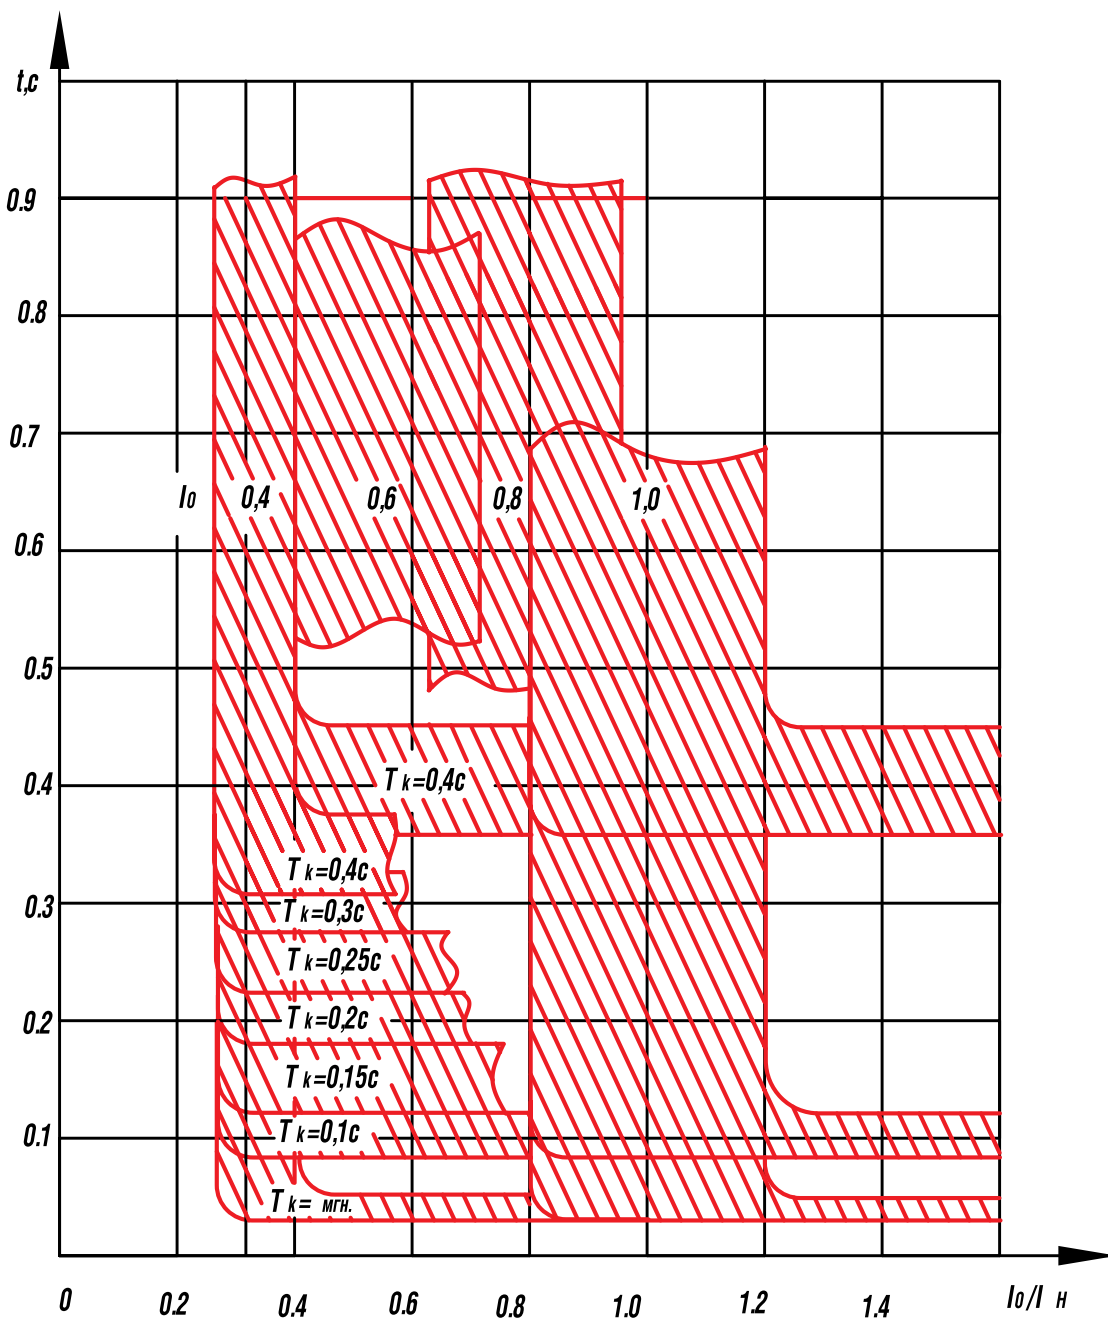 t,c
0.9
0.8
0.7
I0 0,4 0,6 0,8 1,0
0.6
0.5
0.4
T k=0,4c
T k=0,4c
0.3
T k=0,3c
T k=0,25c
0.2
T k=0,2c
T k=0,15c
0.1
T k=0,1c
T k= мгн.
0 0.2 0.4 0.6 0.8 1.0 1.2 1.4 I0/I н